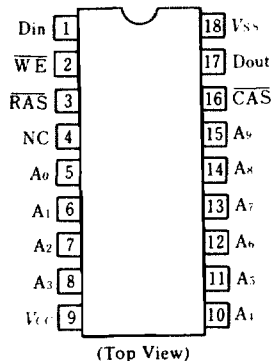 Din 1 18 Vss
WE 2 17 Dout
RAS 3 16 CAS
NC 4 15 A9
A0 5 14 A8
A1 6 13 A7
A2 7 12 A6
A3 8 11 A5
Vcc 9 10 A4
(Top View)